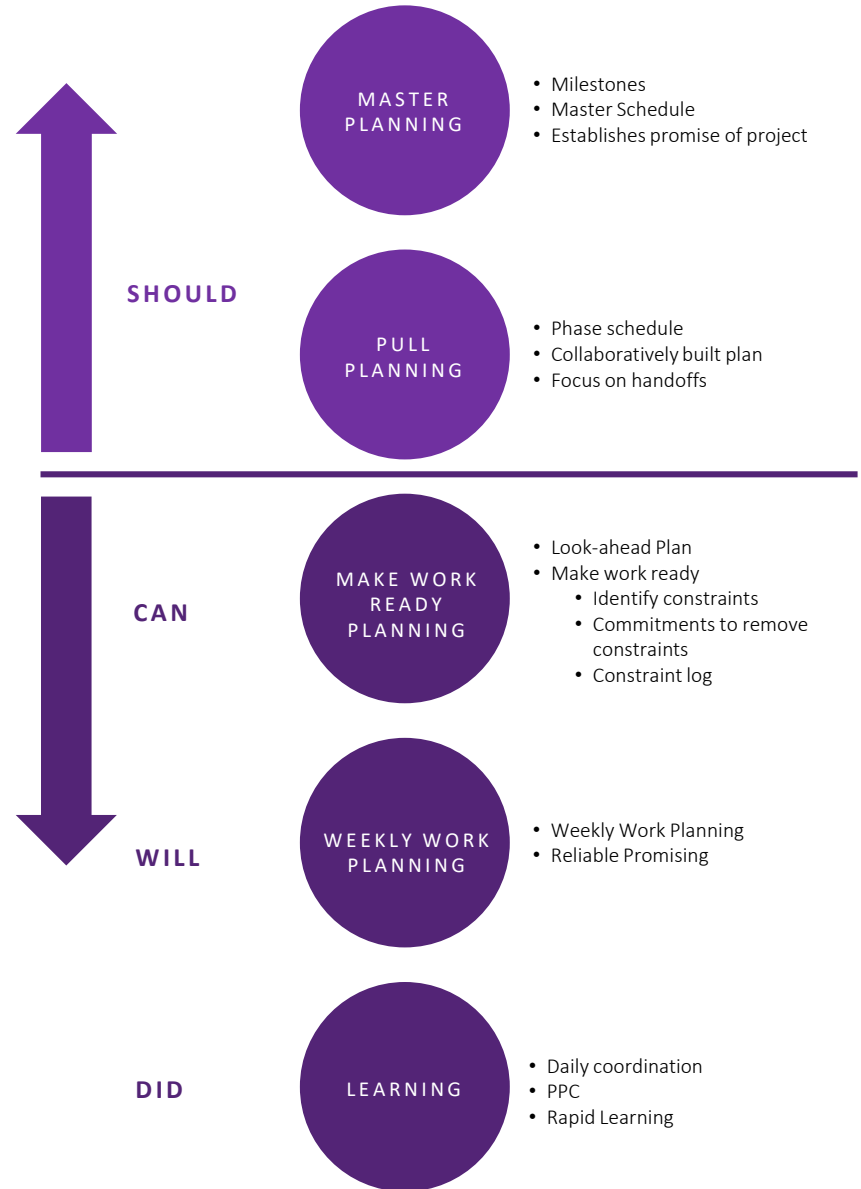 MASTER
PLANNING
• Milestones
• Master Schedule
• Establishes promise of project
SHOULD
PULL
PLANNING
• Phase schedule
• Collaboratively built plan
• Focus on handoffs
CAN
MAKE WORK
READY
PLANNING
• Look-ahead Plan
• Make work ready
• Identify constraints
• Commitments to remove
constraints
• Constraint log
WILL
WEEKLY WORK
PLANNING
• Weekly Work Planning
• Reliable Promising
DID
LEARNING
• Daily coordination
• PPC
• Rapid Learning